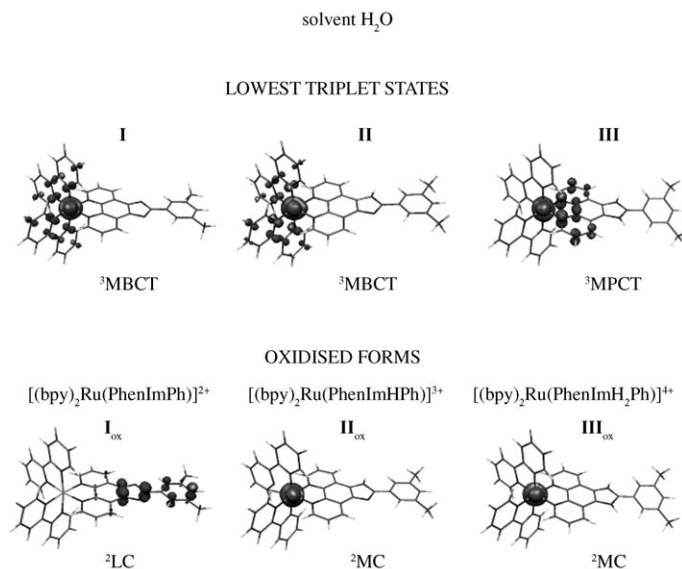 solvent H₂O
LOWEST TRIPLET STATES
I II III
³MBCT ³MBCT ³MPCT
OXIDISED FORMS
[(bpy)₂Ru(PhenImPh)]²⁺ [(bpy)₂Ru(PhenImHPh)]³⁺ [(bpy)₂Ru(PhenImH₂Ph)]⁴⁺
Iₒₓ IIₒₓ IIIₒₓ
²LC ²MC ²MC